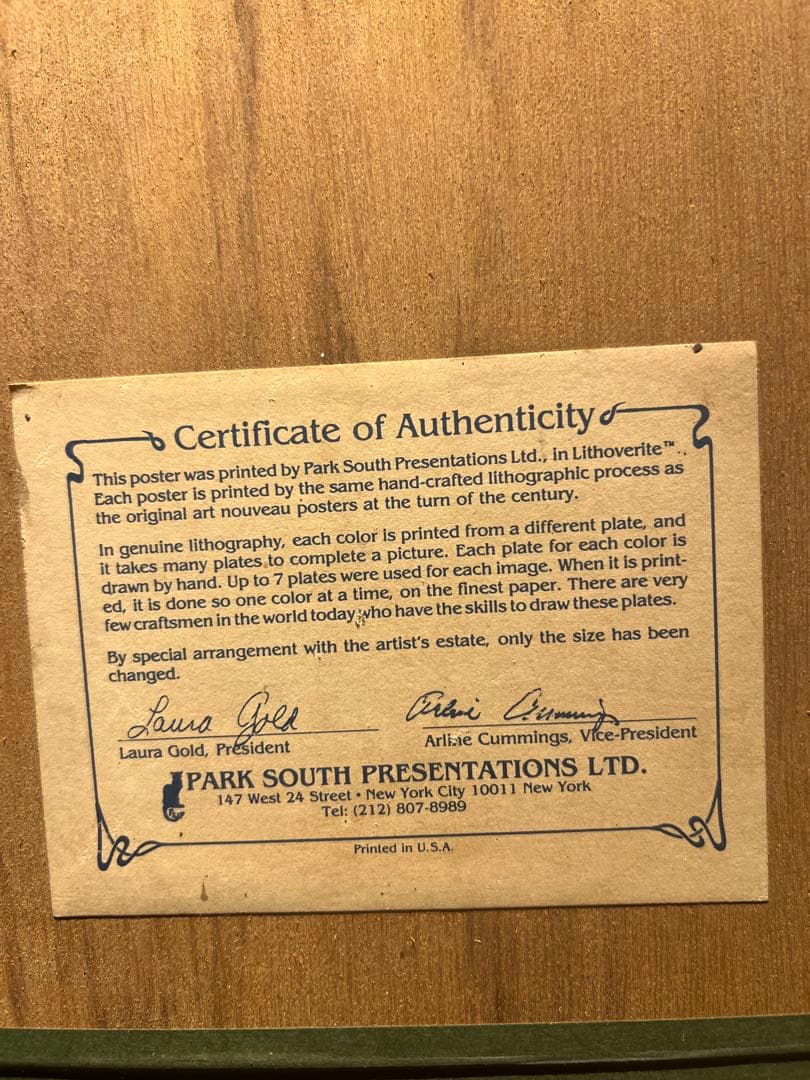 Certificate of Authenticity
This poster was printed by Park South Presentations Ltd., in Lithoverite™.,
Each poster is printed by the same hand-crafted lithographic process as
the original art nouveau posters at the turn of the century.
In genuine lithography, each color is printed from a different plate, and
it takes many plates to complete a picture. Each plate for each color is
drawn by hand. Up to 7 plates were used for each image. When it is print-
ed, it is done so one color at a time, on the finest paper. There are very
few craftsmen in the world today who have the skills to draw these plates.
By special arrangement with the artist's estate, only the size has been
changed.
Laura Gold Arline Cummings
Laura Gold, President Arline Cummings, Vice-President
PARK SOUTH PRESENTATIONS LTD.
147 West 24 Street • New York City 10011 New York
Tel: (212) 807-8989
Printed in U.S.A.